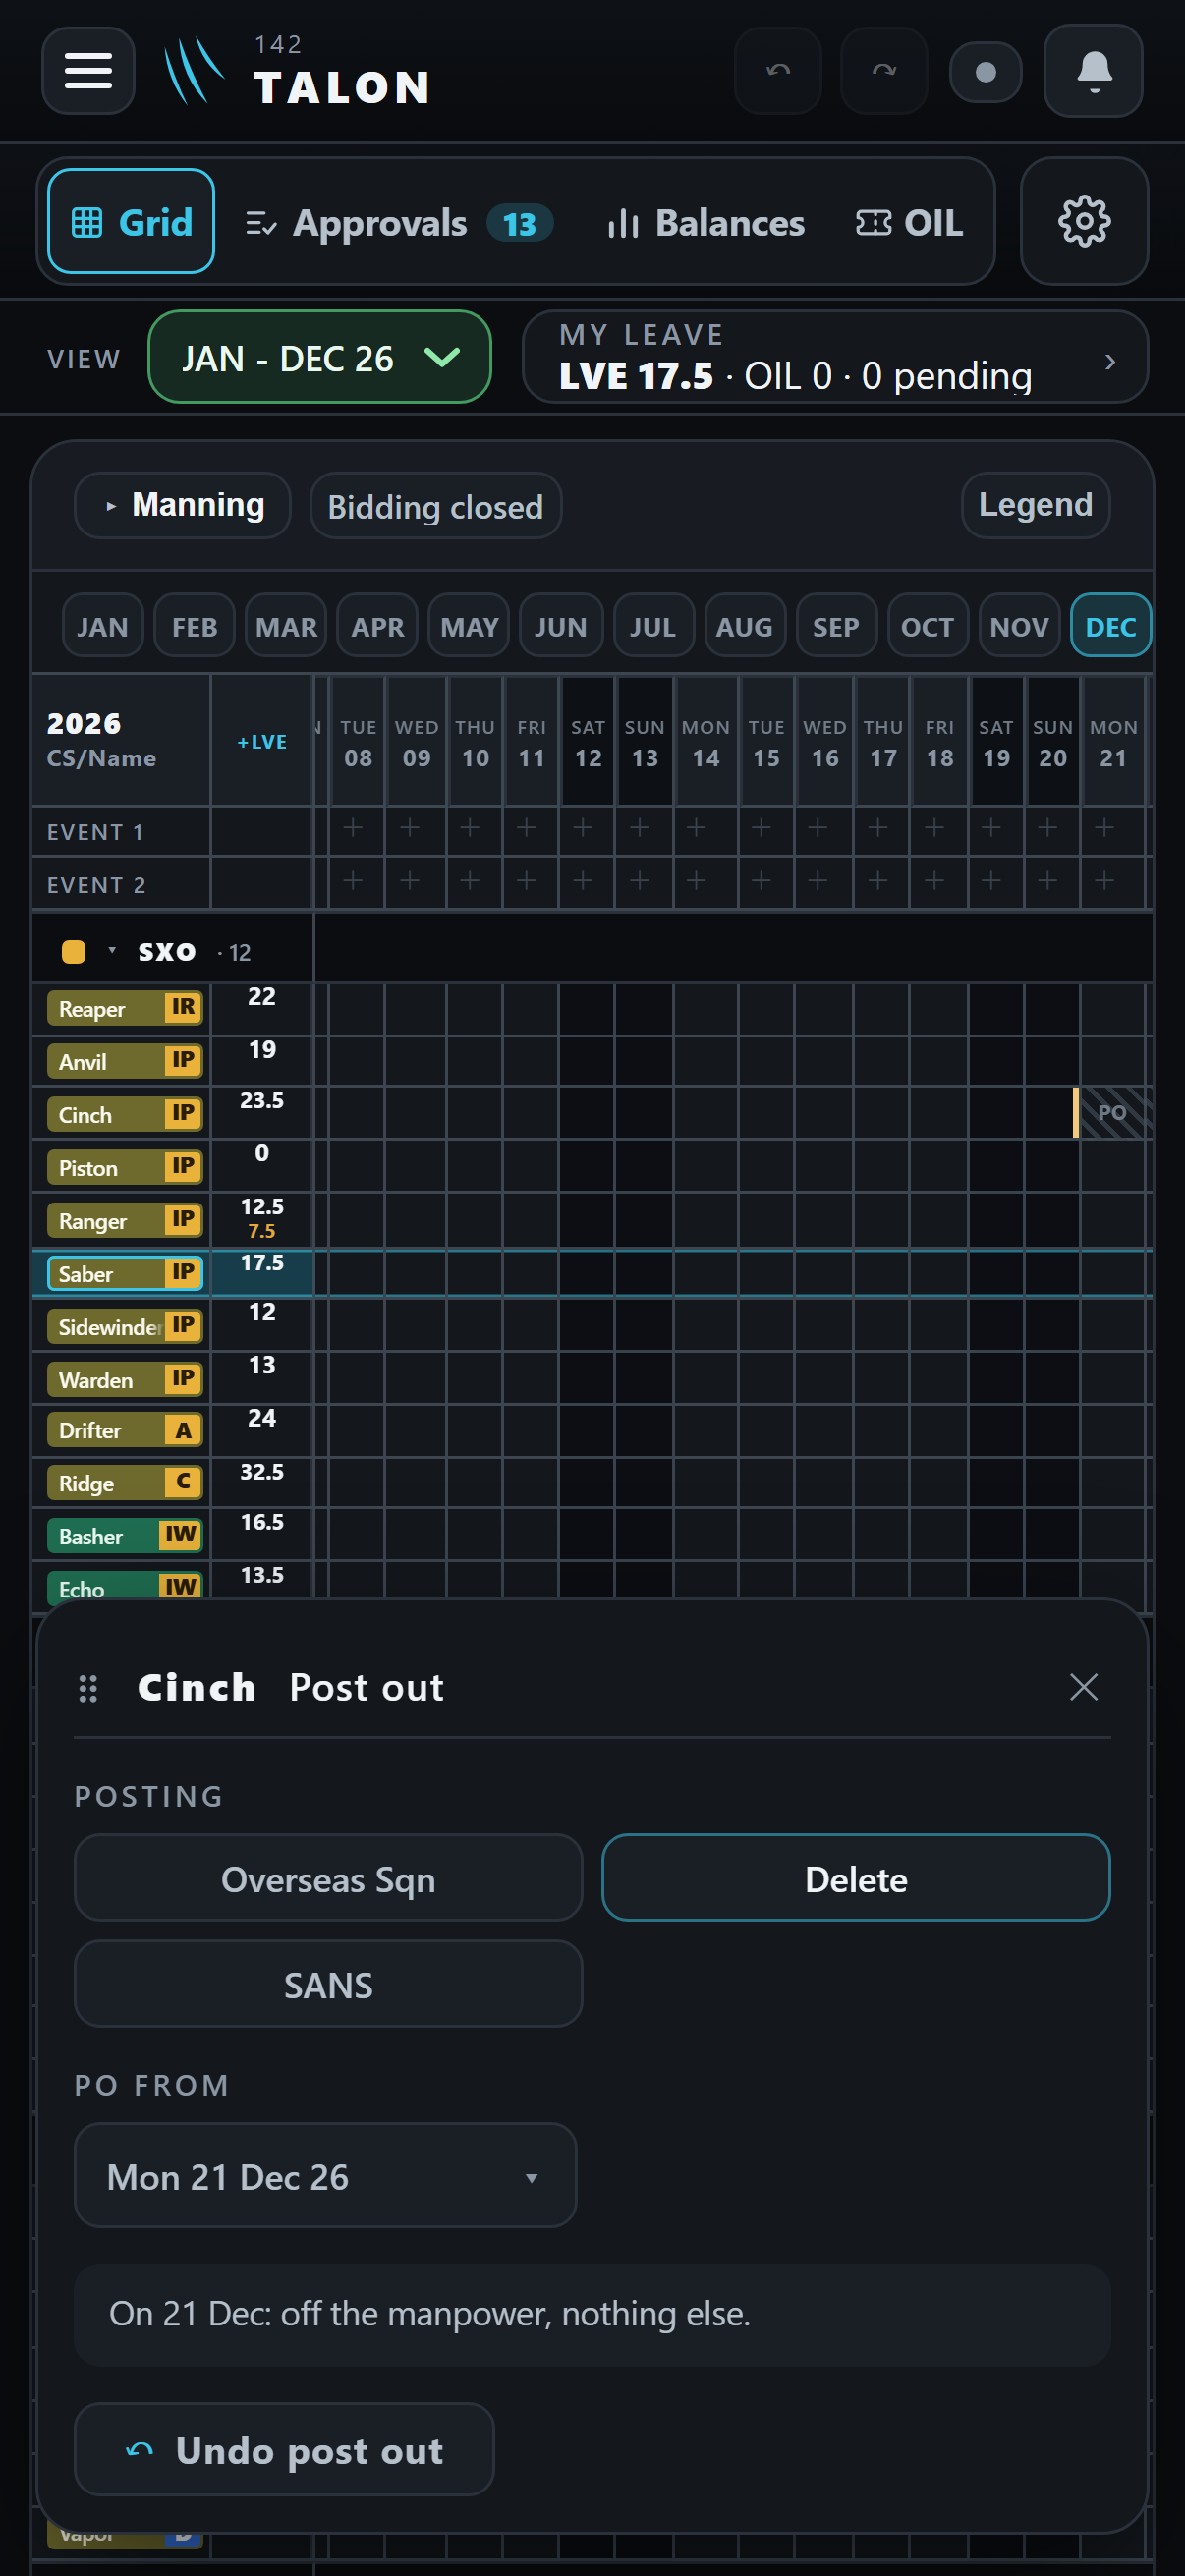 142
TALON
Grid
Approvals 13
Balances
OIL
VIEW
JAN - DEC 26
MY LEAVE
LVE 17.5 · OIL 0 · 0 pending
Manning
Bidding closed
Legend
JAN FEB MAR APR MAY JUN JUL AUG SEP OCT NOV DEC
2026
CS/Name
+LVE
TUE WED THU FRI SAT SUN MON TUE WED THU FRI SAT SUN MON
08 09 10 11 12 13 14 15 16 17 18 19 20 21
EVENT 1 + + + + + + + + + + + + + +
EVENT 2 + + + + + + + + + + + + + +
SXO · 12
Reaper IR 22
Anvil IP 19
Cinch IP 23.5 PO
Piston IP 0
Ranger IP 12.5
7.5
Saber IP 17.5
Sidewinder IP 12
Warden IP 13
Drifter A 24
Ridge C 32.5
Basher IW 16.5
Echo IW 13.5
Cinch Post out
POSTING
Overseas Sqn
Delete
SANS
PO FROM
Mon 21 Dec 26
On 21 Dec: off the manpower, nothing else.
Undo post out